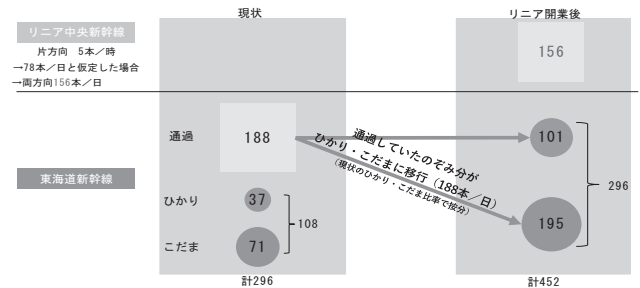 現状
リニア開業後
リニア中央新幹線
片方向 5本／時
→78本／日と仮定した場合
→両方向156本／日
156
通過
188
通過していたのぞみ分が
ひかり・こだまに移行（188本／日）
（現状のひかり・こだま比率で按分）
101
296
東海道新幹線
ひかり
37
108
195
こだま
71
計296
計452